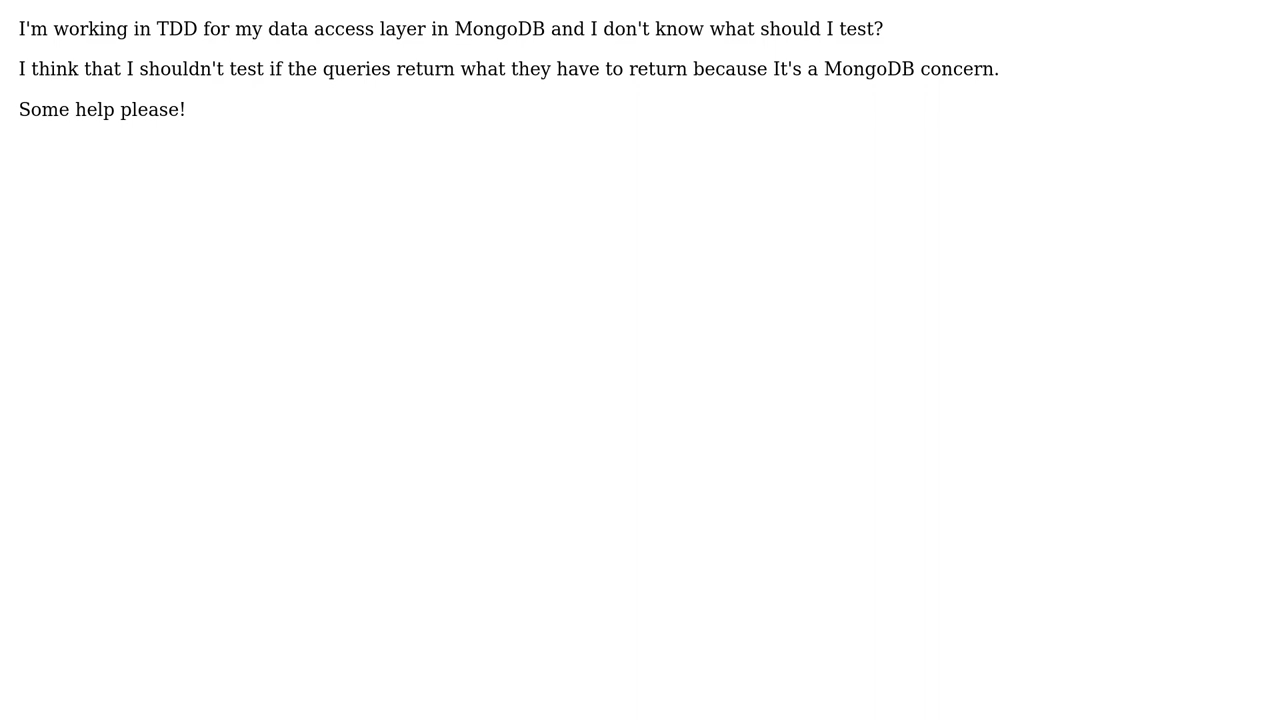 I'm working in TDD for my data access layer in MongoDB and I don't know what should I test?
I think that I shouldn't test if the queries return what they have to return because It's a MongoDB concern.
Some help please!